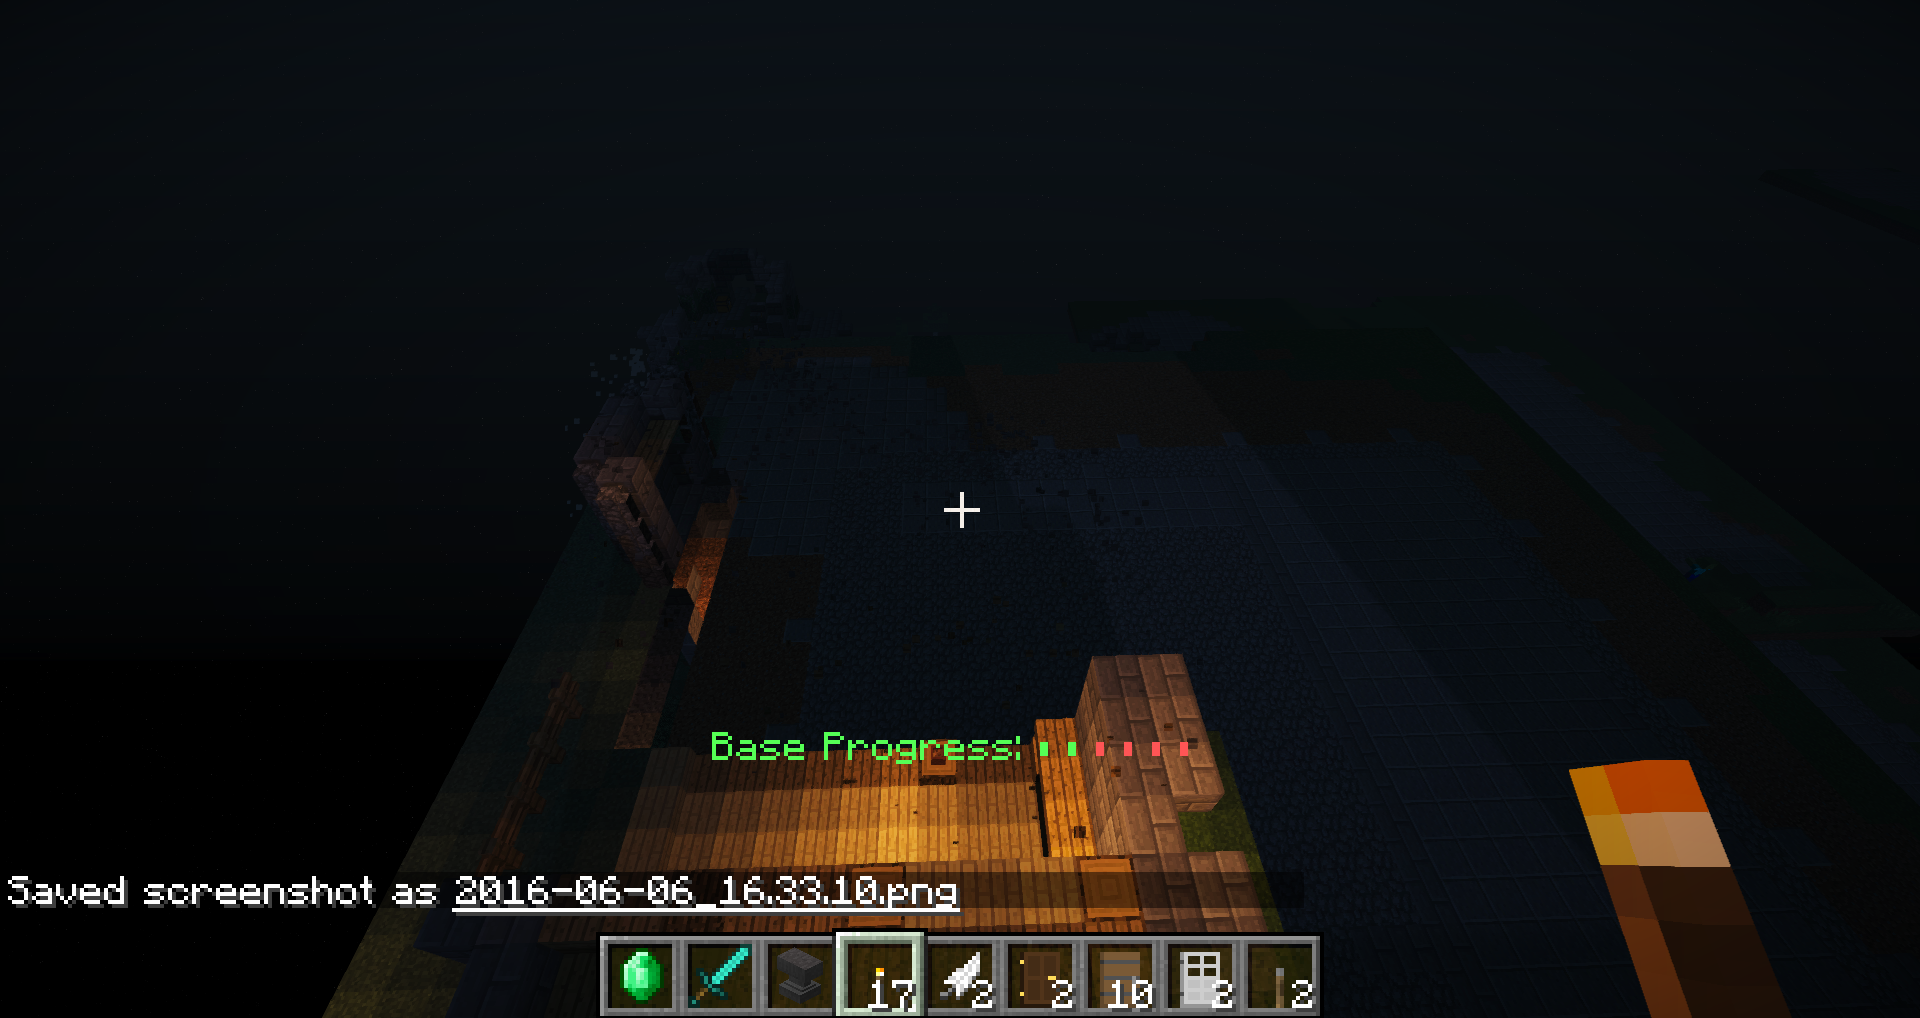 Base Progress:
Saved screenshot as 2016-06-06_16.33.10.png
17 2 2 10 2 2